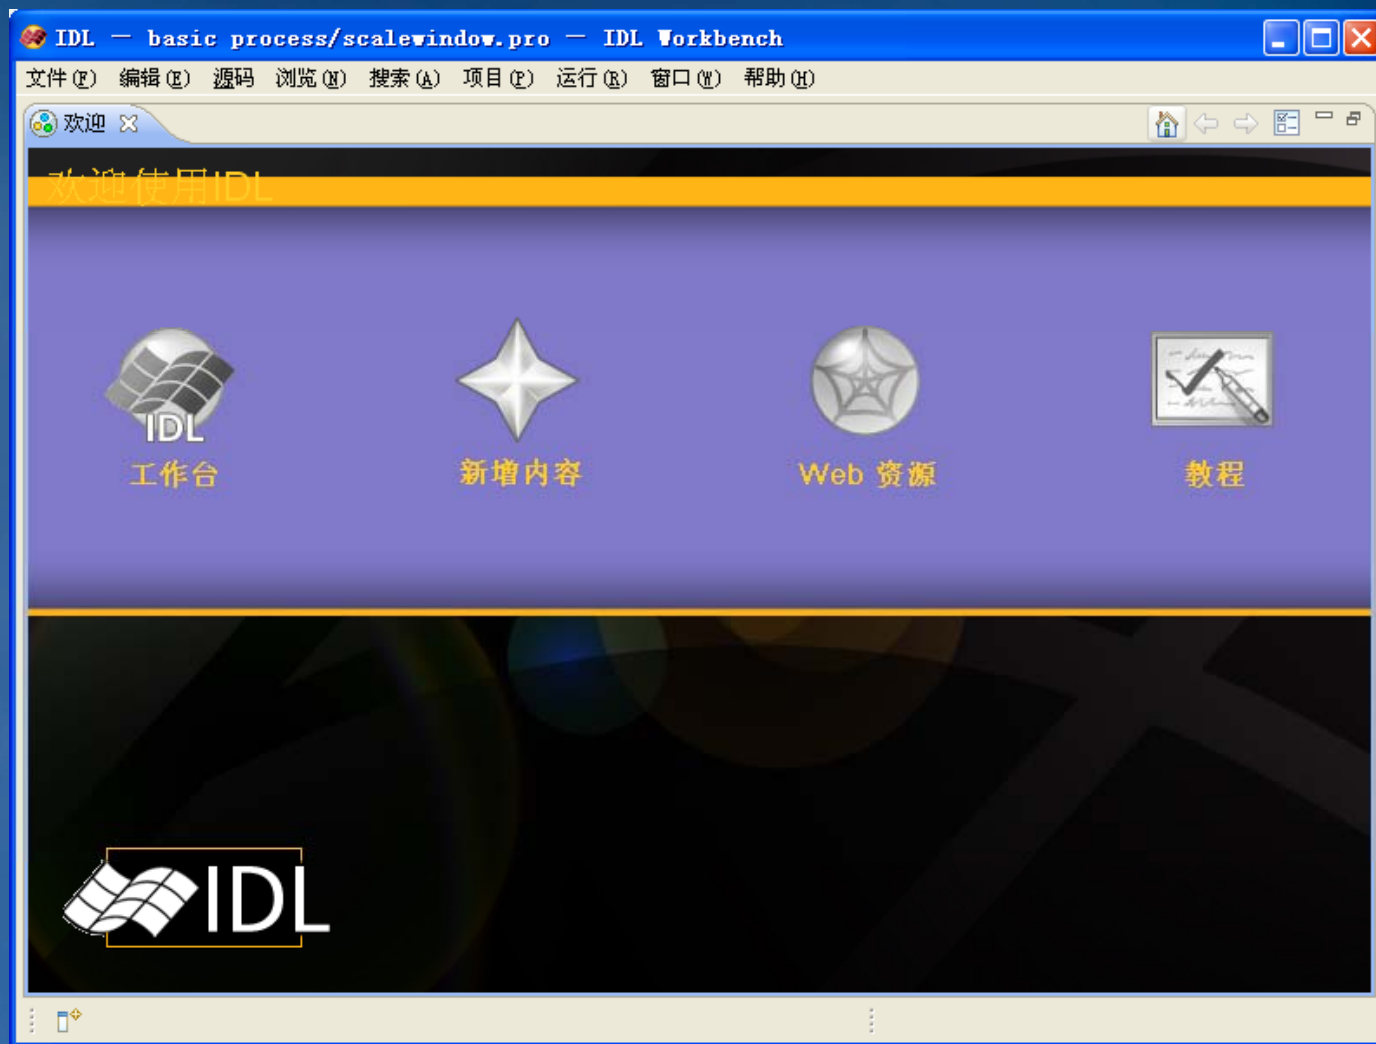 IDL — basic process/scalewindow.pro — IDL Workbench
文件(F) 编辑(E) 源码 浏览(N) 搜索(A) 项目(P) 运行(R) 窗口(W) 帮助(H)
欢迎
欢迎使用IDL
IDL
工作台 新增内容 Web 资源 教程
IDL